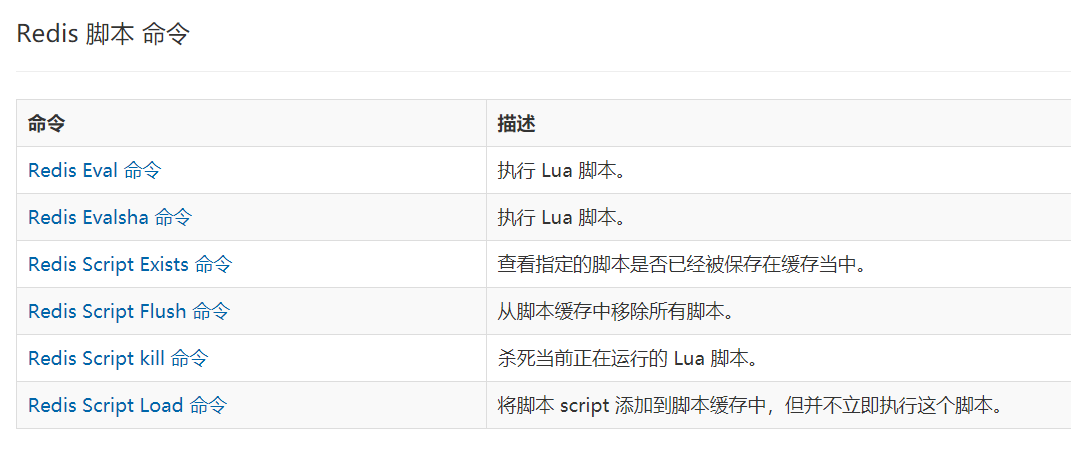 Redis 脚本 命令
命令 描述
Redis Eval 命令 执行 Lua 脚本。
Redis Evalsha 命令 执行 Lua 脚本。
Redis Script Exists 命令 查看指定的脚本是否已经被保存在缓存当中。
Redis Script Flush 命令 从脚本缓存中移除所有脚本。
Redis Script kill 命令 杀死当前正在运行的 Lua 脚本。
Redis Script Load 命令 将脚本 script 添加到脚本缓存中，但并不立即执行这个脚本。